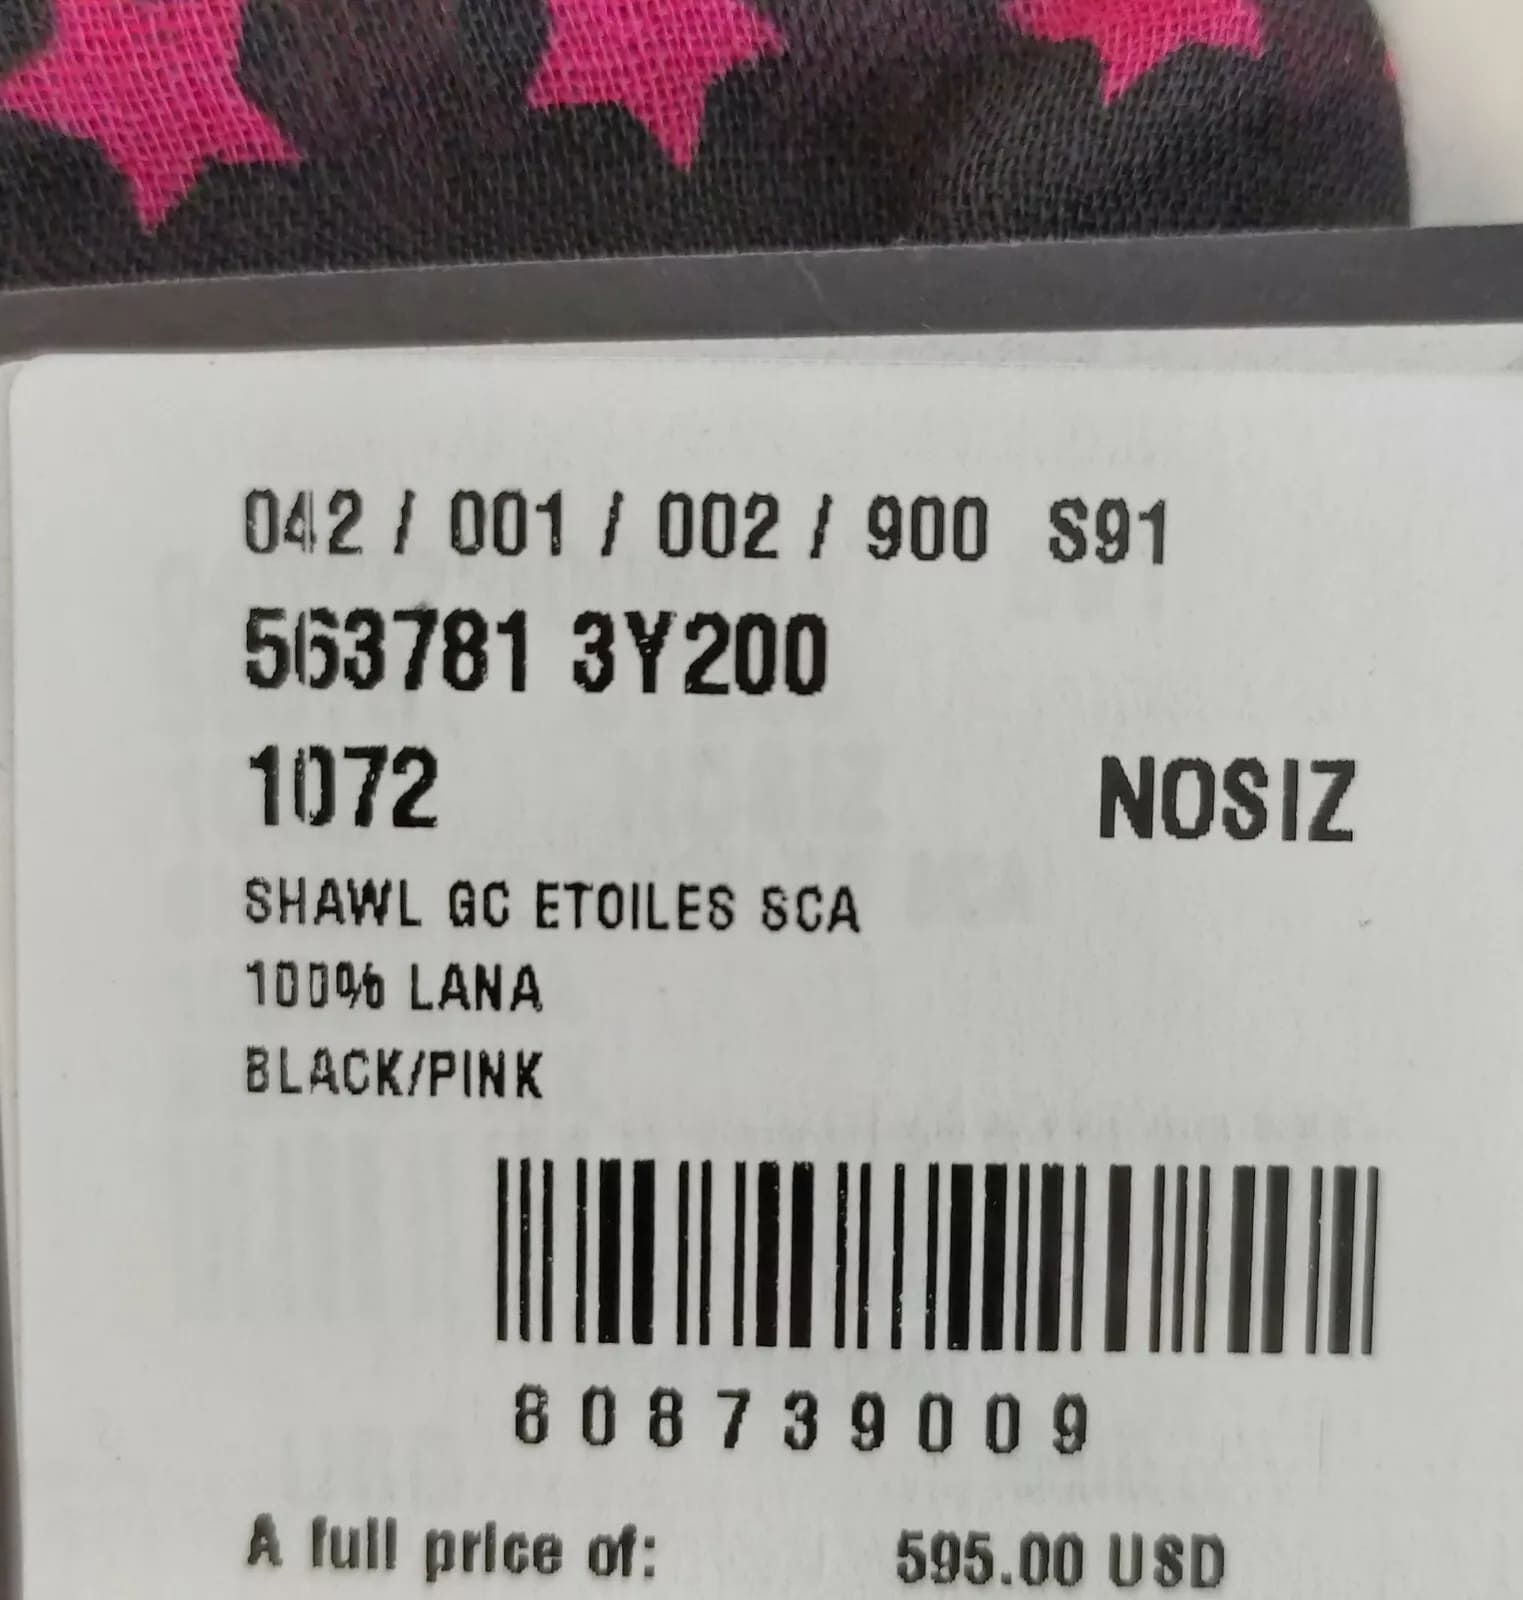 042 / 001 / 002 / 900 S91
563781 3Y200
1072 NOSIZ
SHAWL GC ETOILES SCA
100% LANA
BLACK/PINK
808739009
A full price of: 595.00 USD